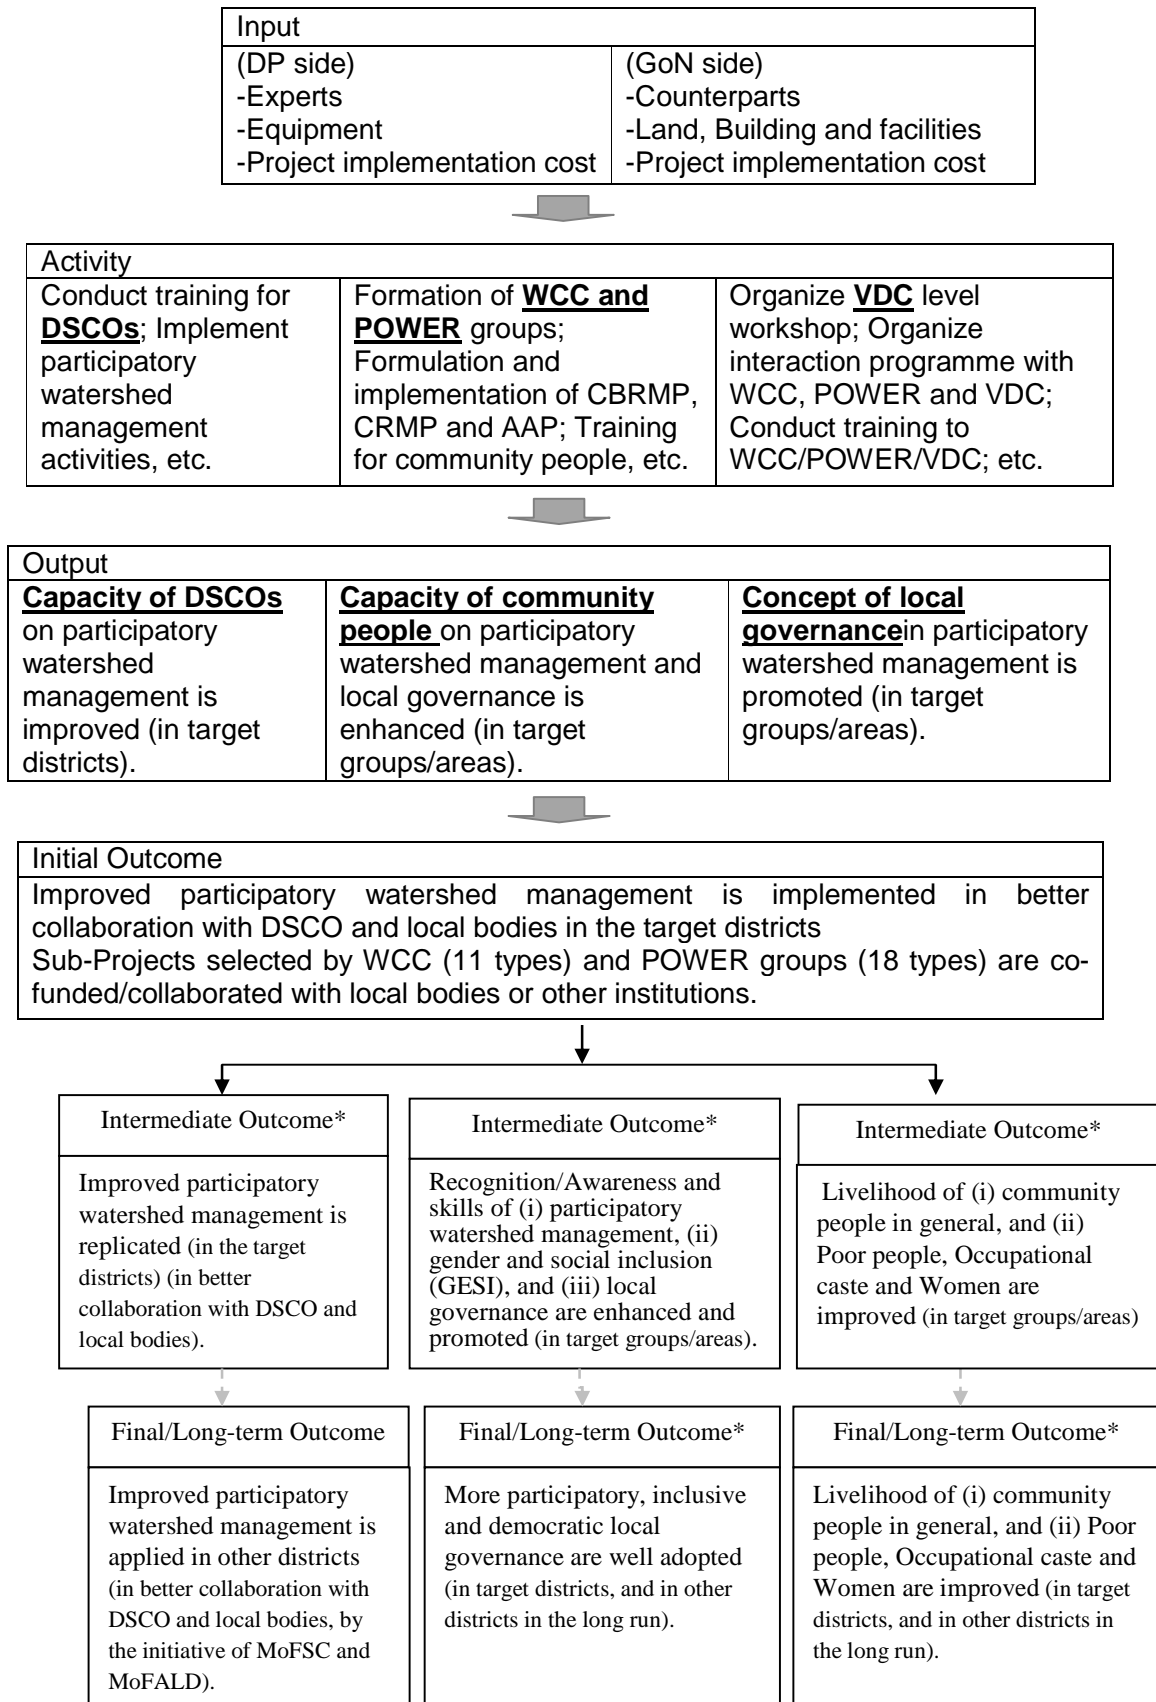 Input
(DP side)
-Experts
-Equipment
-Project implementation cost
(GoN side)
-Counterparts
-Land, Building and facilities
-Project implementation cost
Activity
Conduct training for
DSCOs; Implement
participatory
watershed
management
activities, etc.
Formation of WCC and
POWER groups;
Formulation and
implementation of CBRMP,
CRMP and AAP; Training
for community people, etc.
Organize VDC level
workshop; Organize
interaction programme with
WCC, POWER and VDC;
Conduct training to
WCC/POWER/VDC; etc.
Output
Capacity of DSCOs
on participatory
watershed
management is
improved (in target
districts).
Capacity of community
people on participatory
watershed management and
local governance is
enhanced (in target
groups/areas).
Concept of local
governancein participatory
watershed management is
promoted (in target
groups/areas).
Initial Outcome
Improved participatory watershed management is implemented in better
collaboration with DSCO and local bodies in the target districts
Sub-Projects selected by WCC (11 types) and POWER groups (18 types) are co-
funded/collaborated with local bodies or other institutions.
Intermediate Outcome*
Improved participatory
watershed management is
replicated (in the target
districts) (in better
collaboration with DSCO and
local bodies).
Intermediate Outcome*
Recognition/Awareness and
skills of (i) participatory
watershed management, (ii)
gender and social inclusion
(GESI), and (iii) local
governance are enhanced and
promoted (in target groups/areas).
Intermediate Outcome*
Livelihood of (i) community
people in general, and (ii)
Poor people, Occupational
caste and Women are
improved (in target groups/areas)
Final/Long-term Outcome
Improved participatory
watershed management is
applied in other districts
(in better collaboration with
DSCO and local bodies, by
the initiative of MoFSC and
MoFALD).
Final/Long-term Outcome*
More participatory, inclusive
and democratic local
governance are well adopted
(in target districts, and in other
districts in the long run).
Final/Long-term Outcome*
Livelihood of (i) community
people in general, and (ii) Poor
people, Occupational caste and
Women are improved (in target
districts, and in other districts in
the long run).